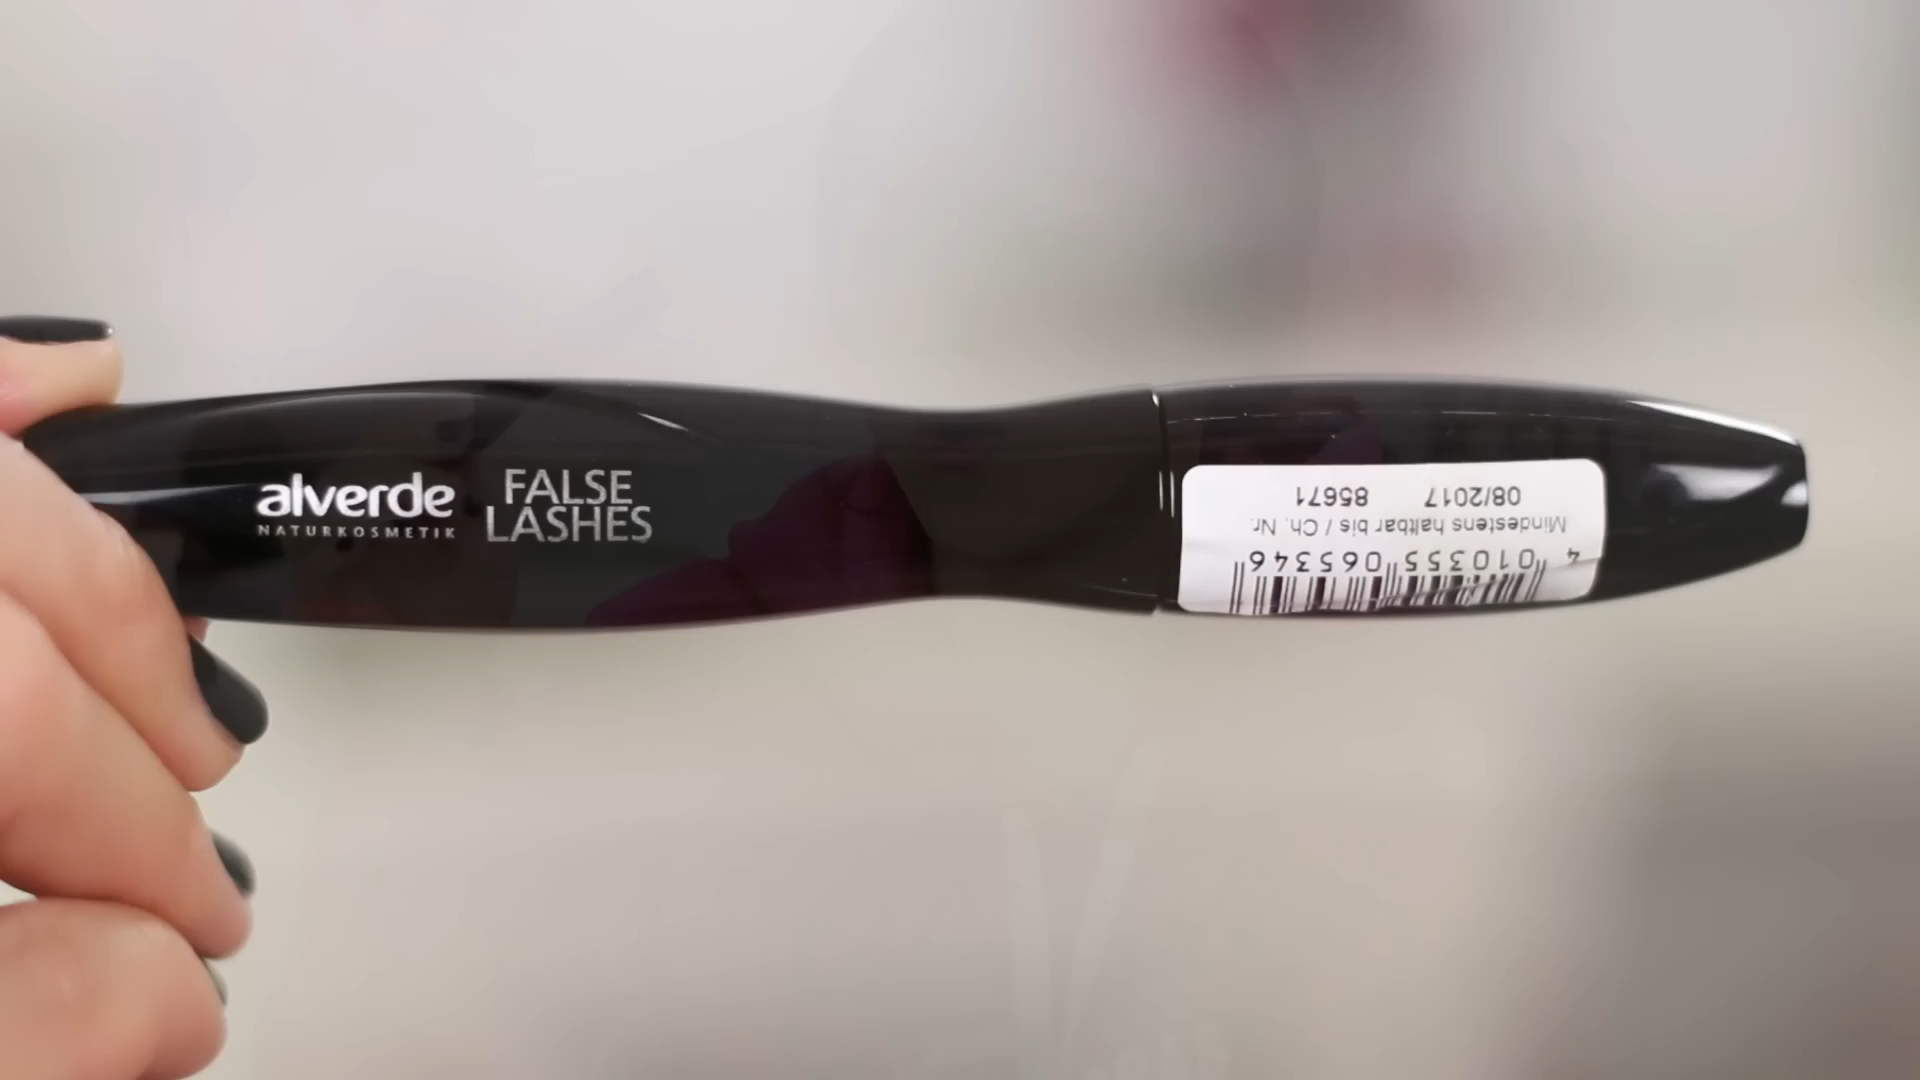 alverde
NATURKOSMETIK
FALSE
LASHES
4 010355 065346
Mindestens haltbar bis / Ch. Nr.
08/2017 85671